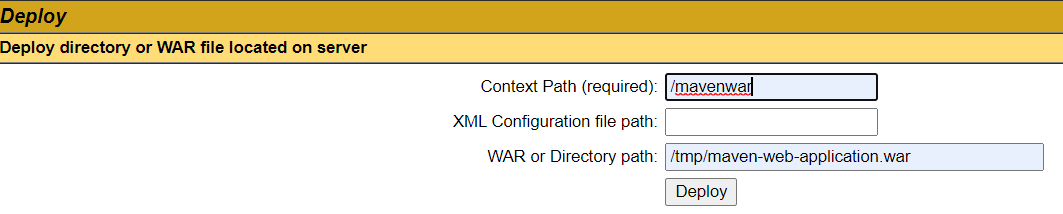 Deploy
Deploy directory or WAR file located on server
Context Path (required): /mavenwar
XML Configuration file path:
WAR or Directory path: /tmp/maven-web-application.war
Deploy